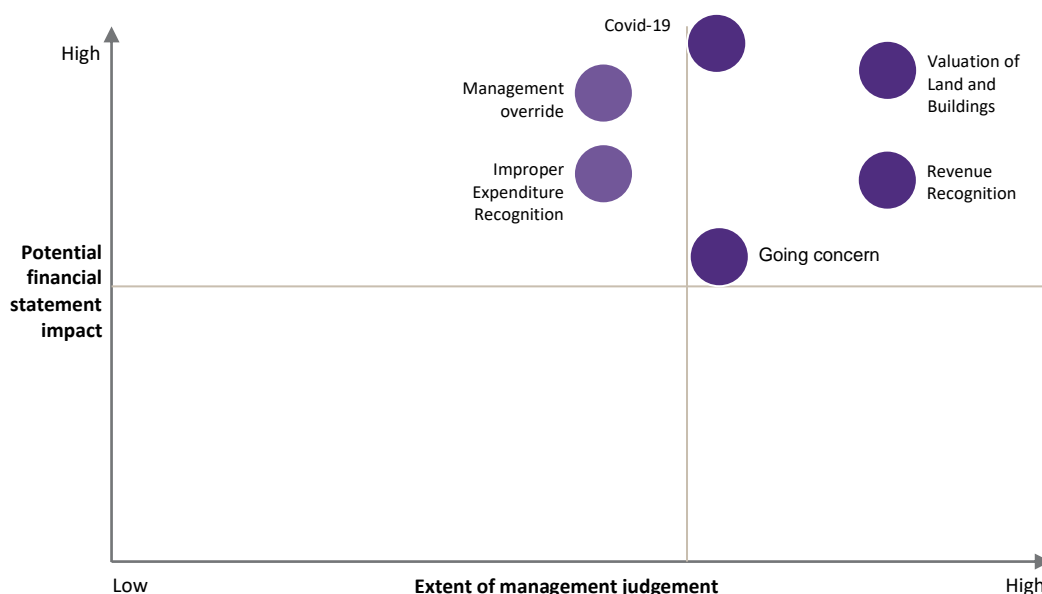 Covid-19
High
Valuation of
Land and
Buildings
Management
override
Improper
Expenditure
Recognition
Revenue
Recognition
Potential
financial
statement
impact
Going concern
Low
Extent of management judgement
High